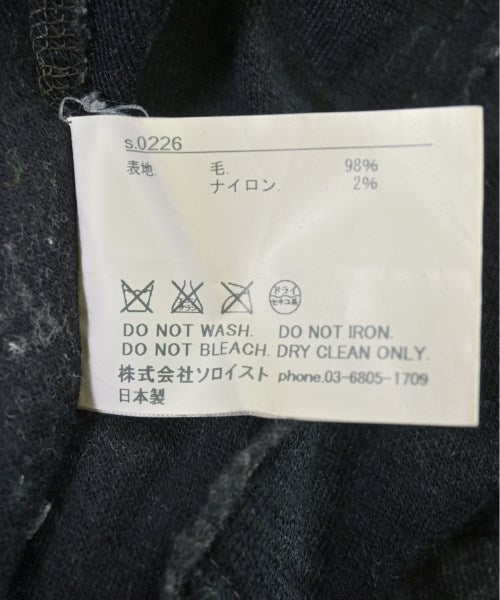 s.0226
表地. 毛. 98%
ナイロン. 2%
ドライ
セキユ系
DO NOT WASH. DO NOT IRON.
DO NOT BLEACH. DRY CLEAN ONLY.
株式会社ソロイスト phone.03-6805-1709
日本製